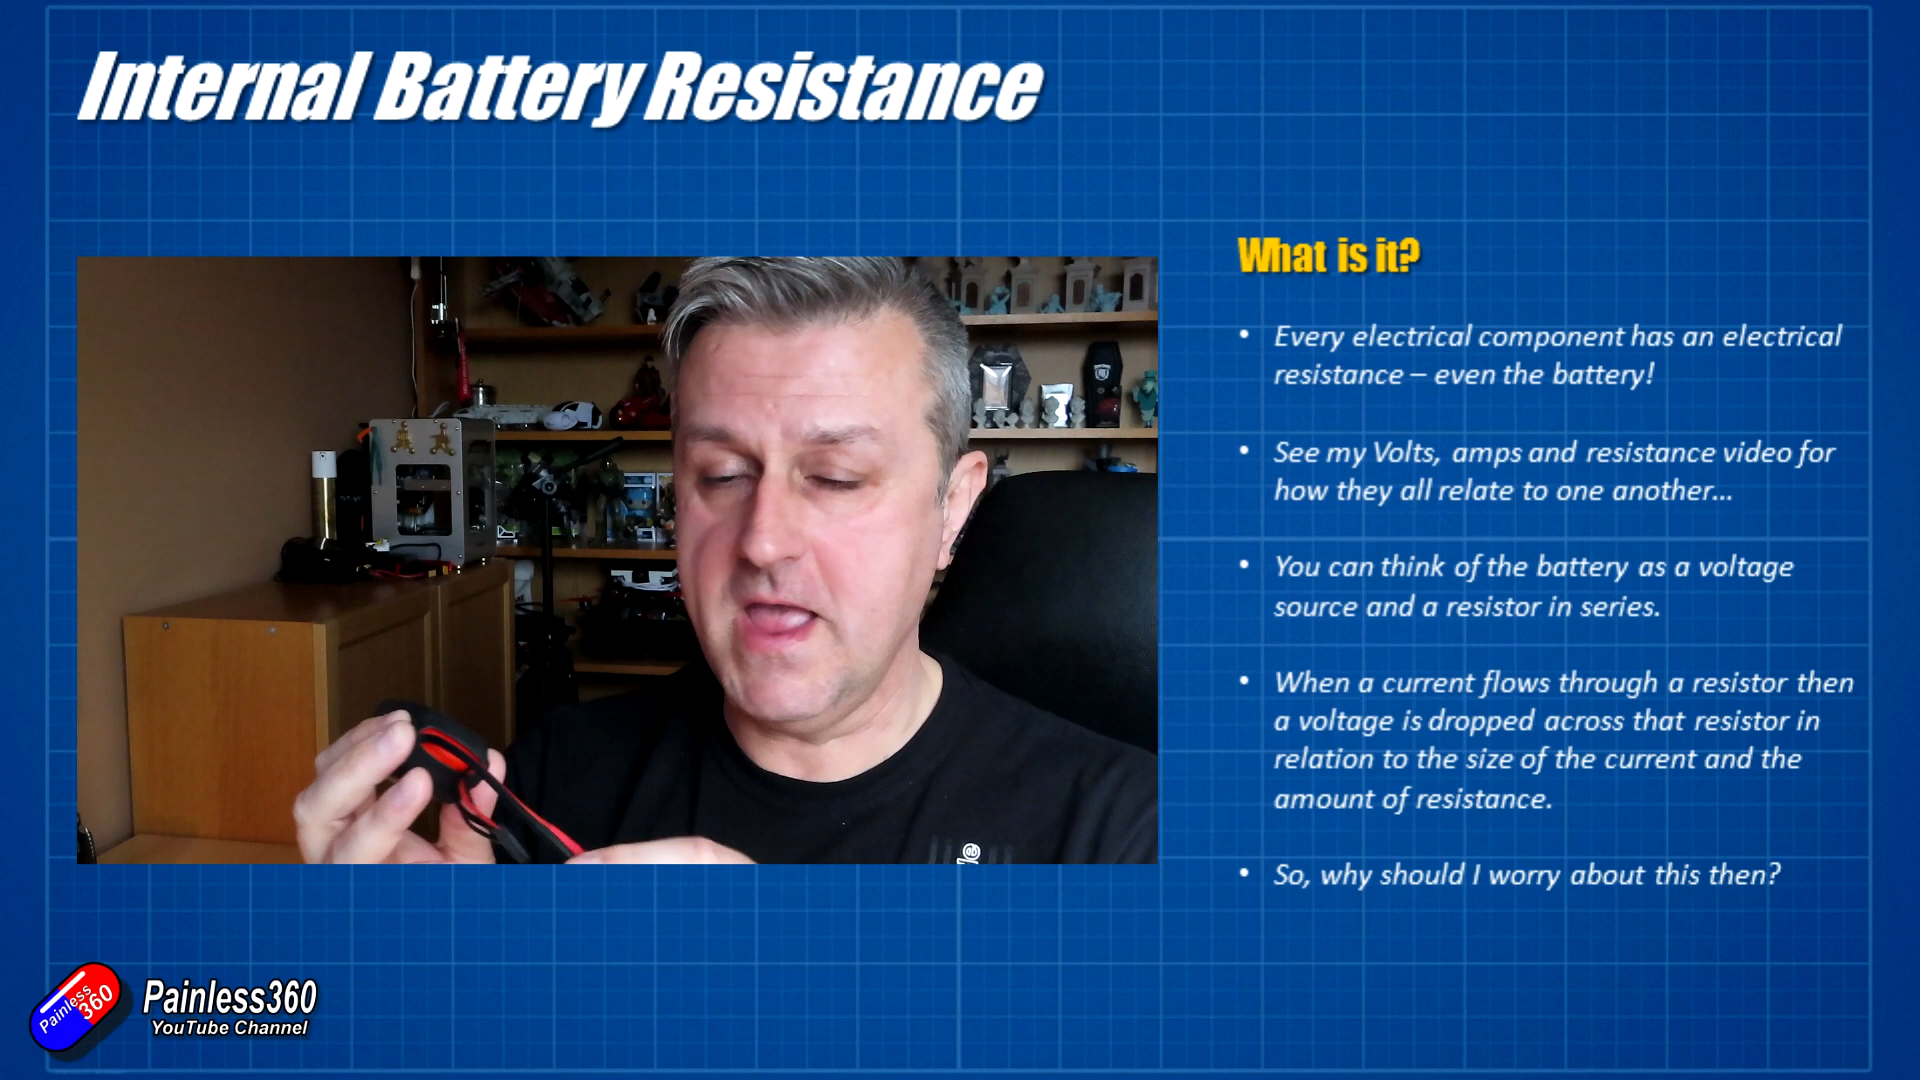 Internal Battery Resistance
What is it?
• Every electrical component has an electrical
resistance – even the battery!
• See my Volts, amps and resistance video for
how they all relate to one another...
• You can think of the battery as a voltage
source and a resistor in series.
• When a current flows through a resistor then
a voltage is dropped across that resistor in
relation to the size of the current and the
amount of resistance.
• So, why should I worry about this then?
Painless
360
Painless360
YouTube Channel